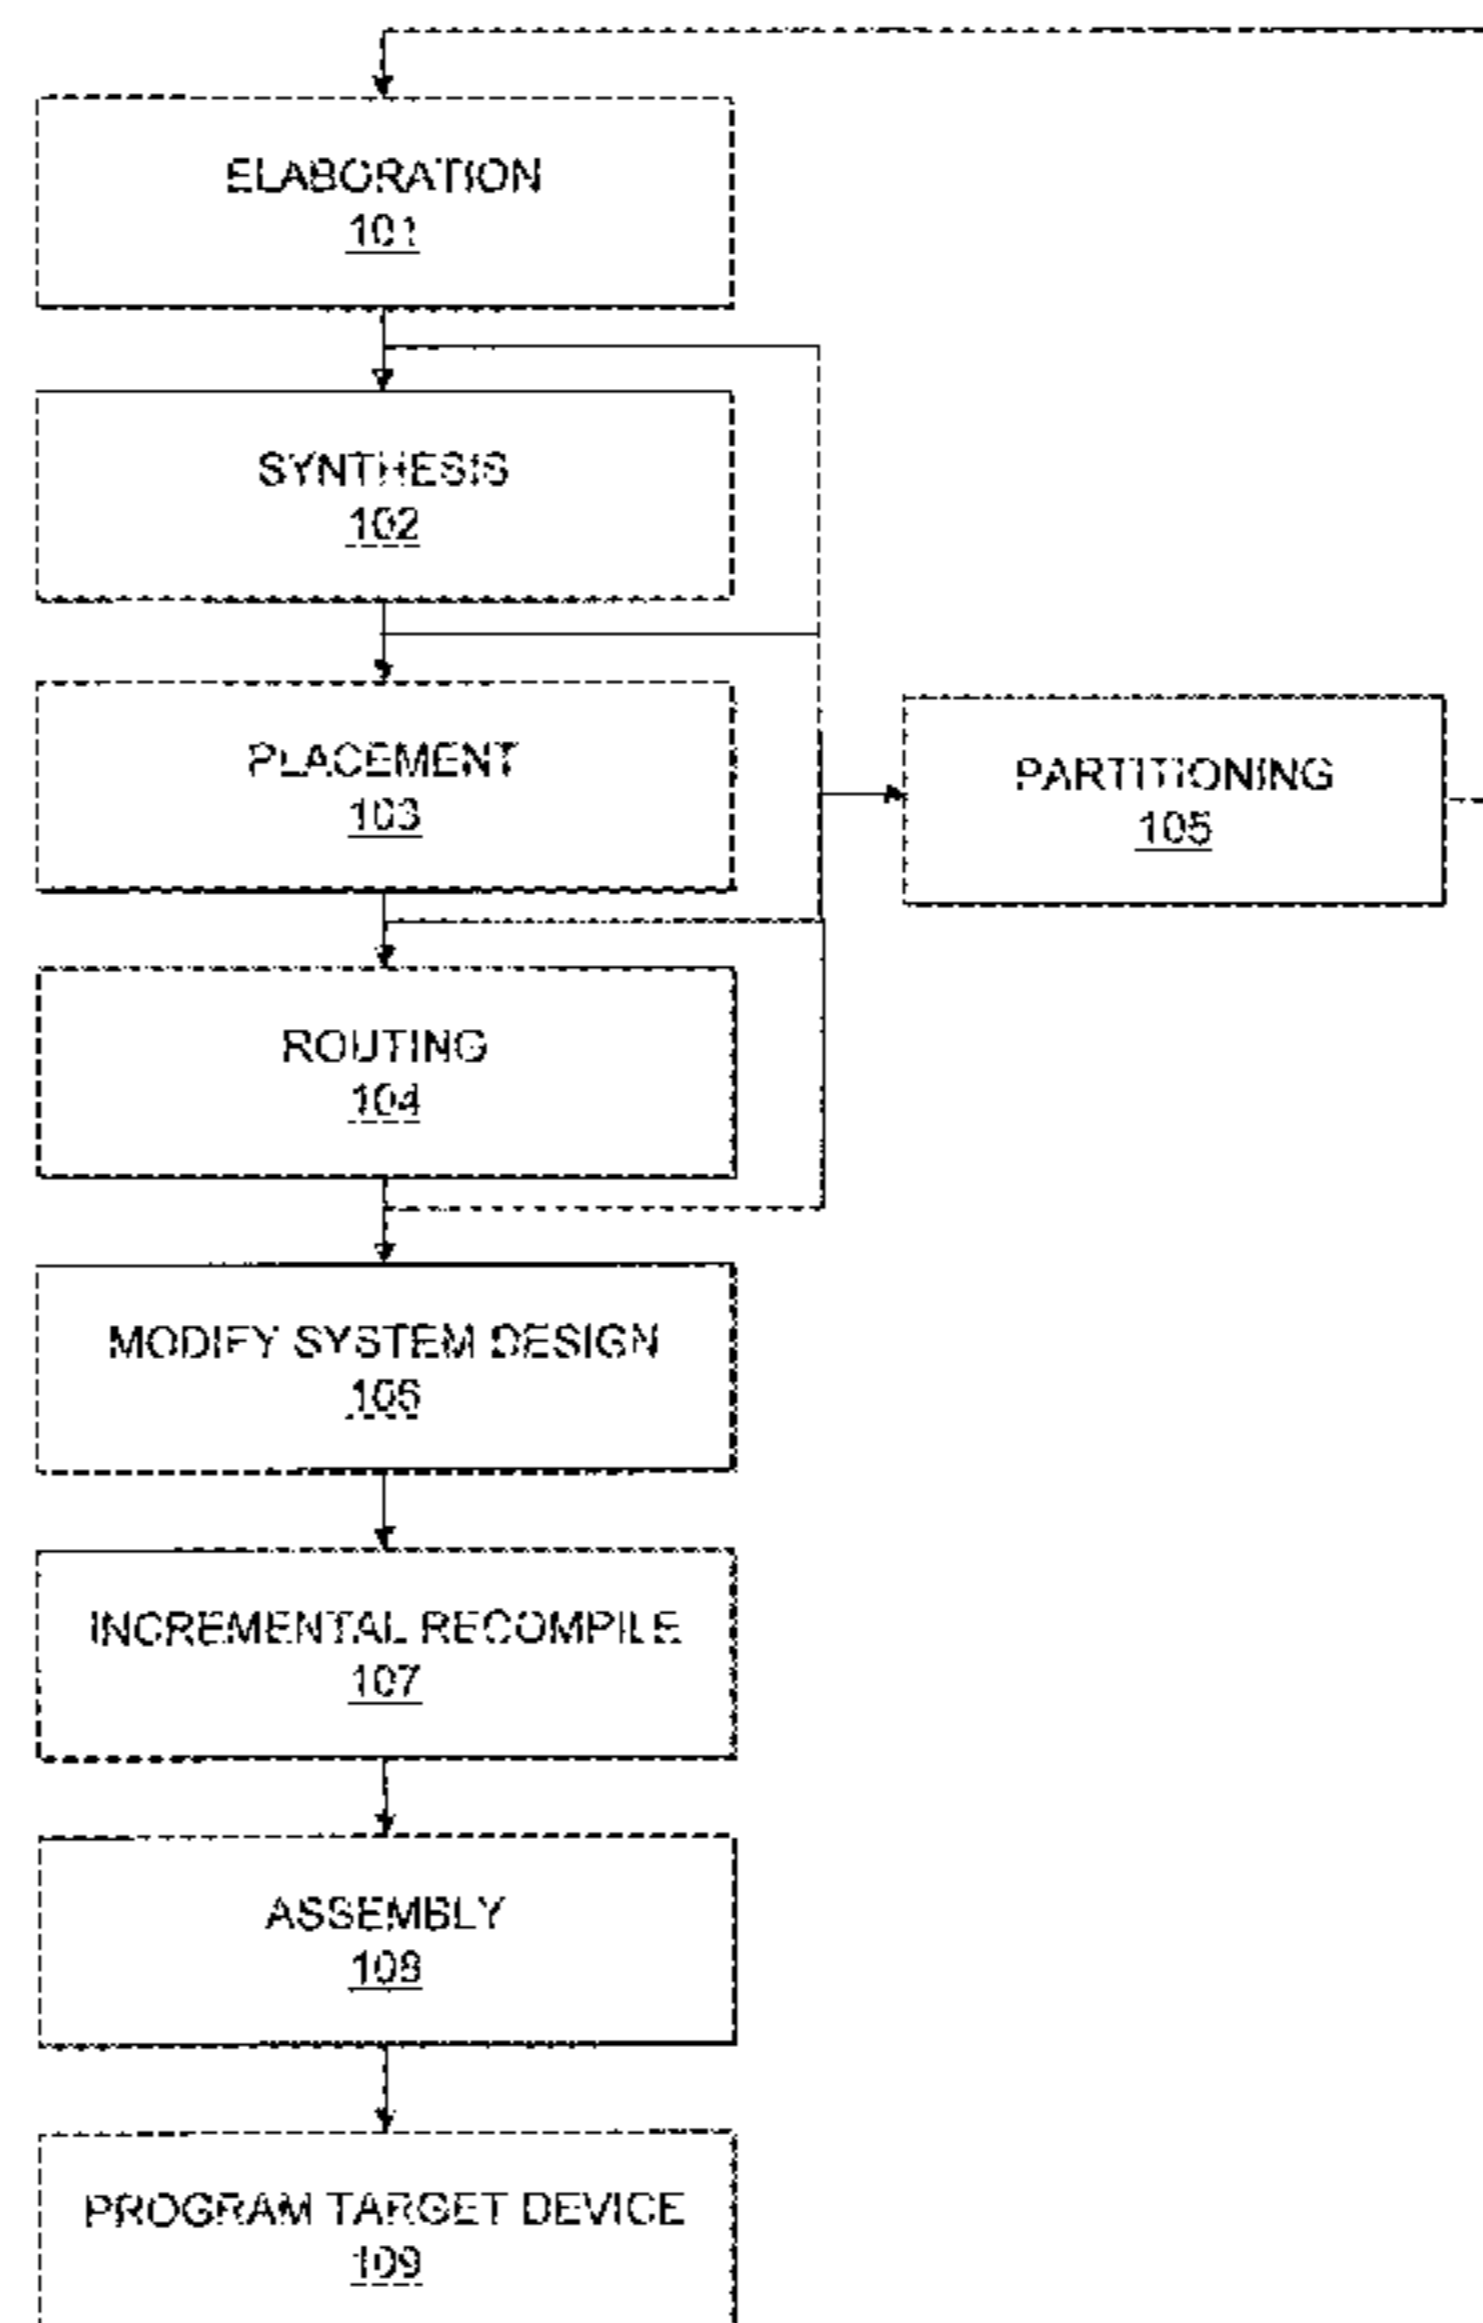 ELABORATION
101
SYNTHESIS
102
PLACEMENT
103
PARTITIONING
105
ROUTING
104
MODIFY SYSTEM DESIGN
106
INCREMENTAL RECOMPILE
107
ASSEMBLY
108
PROGRAM TARGET DEVICE
109